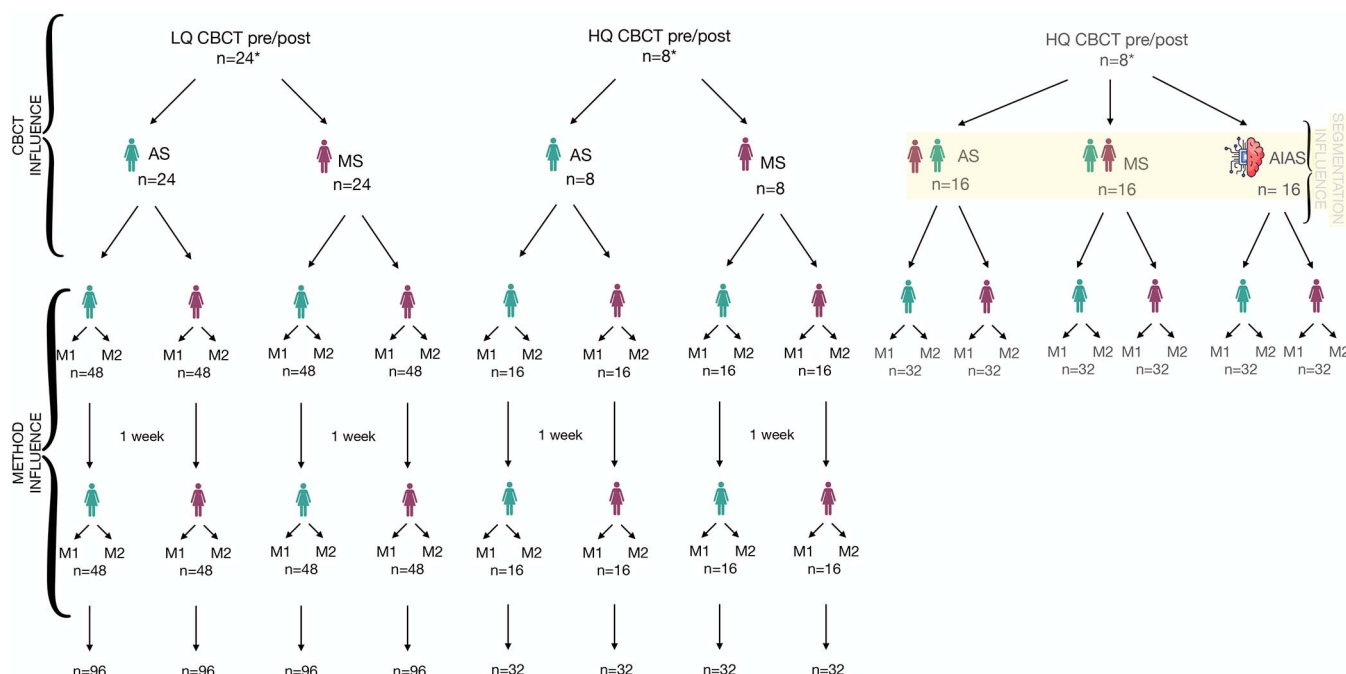 LQ CBCT pre/post
n=24*
HQ CBCT pre/post
n=8*
HQ CBCT pre/post
n=8*
CBCT
INFLUENCE
AS
n=24
MS
n=24
AS
n=8
MS
n=8
AS
n=16
MS
n=16
AIAS
n= 16
SEGMENTATION
INFLUENCE
METHOD
INFLUENCE
M1 M2 M1 M2 M1 M2 M1 M2 M1 M2 M1 M2 M1 M2 M1 M2 M1 M2 M1 M2 M1 M2 M1 M2 M1 M2 M1 M2
n=48 n=48 n=48 n=48 n=16 n=16 n=16 n=16 n=32 n=32 n=32 n=32 n=32 n=32
1 week 1 week 1 week 1 week
M1 M2 M1 M2 M1 M2 M1 M2 M1 M2 M1 M2 M1 M2 M1 M2
n=48 n=48 n=48 n=48 n=16 n=16 n=16 n=16
n=96 n=96 n=96 n=96 n=32 n=32 n=32 n=32